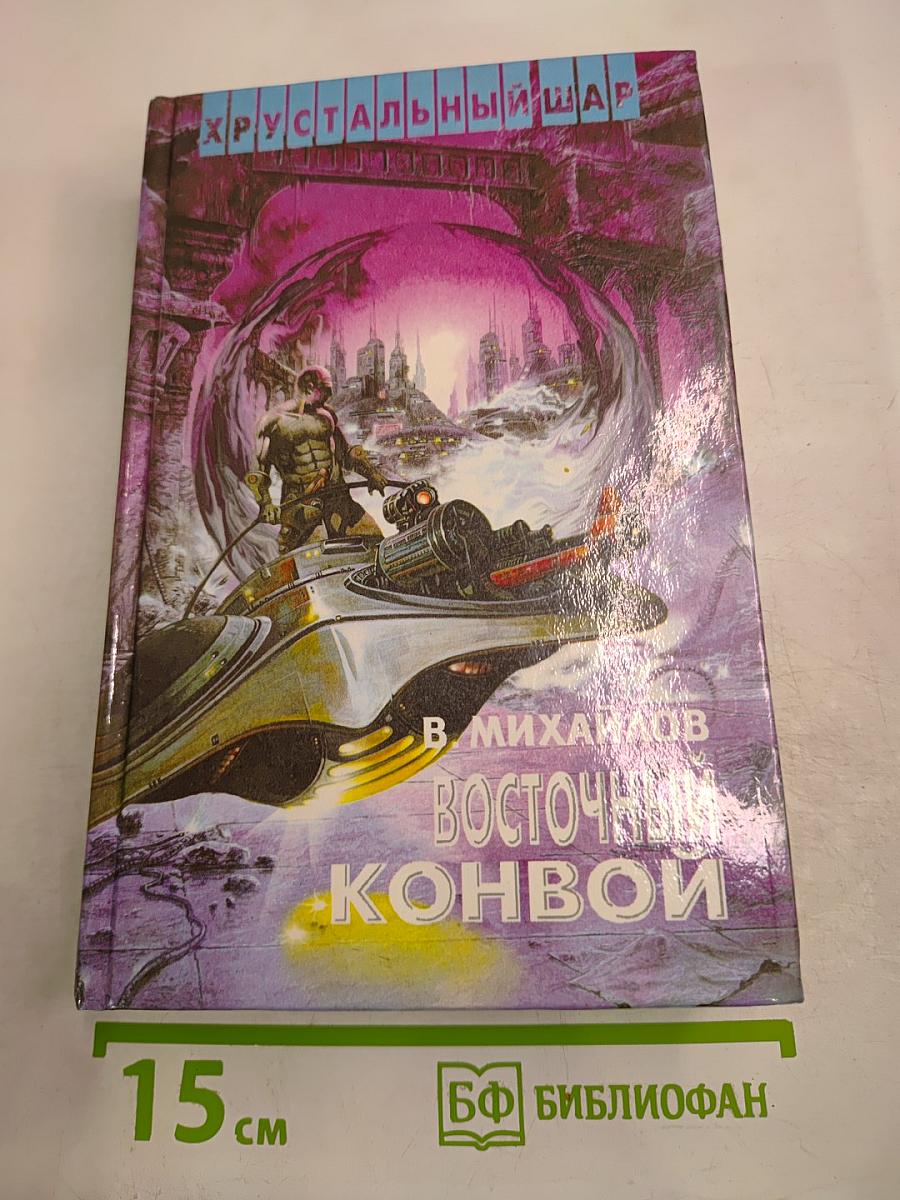 ХРУСТАЛЬНЫЙ ШАР
В. МИХАЙЛОВ
ВОСТОЧНЫЙ
КОНВОЙ
15 см
БФ БИБЛИОФАН